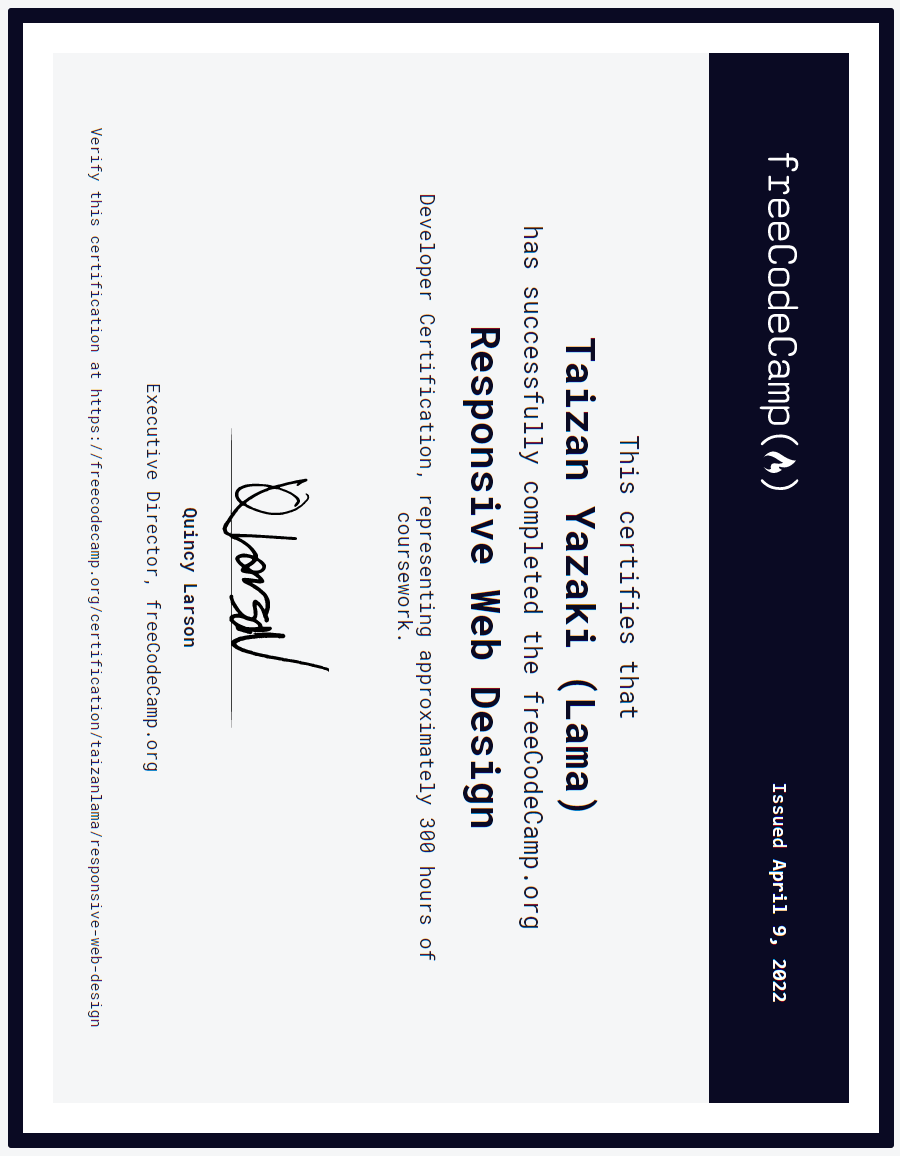 freeCodeCamp(🔥)
Issued April 9, 2022
This certifies that
Taizan Yazaki (Lama)
has successfully completed the freeCodeCamp.org
Responsive Web Design
Developer Certification, representing approximately 300 hours of
coursework.
Quincy Larson
Executive Director, freeCodeCamp.org
Verify this certification at https://freecodecamp.org/certification/taizanlama/responsive-web-design